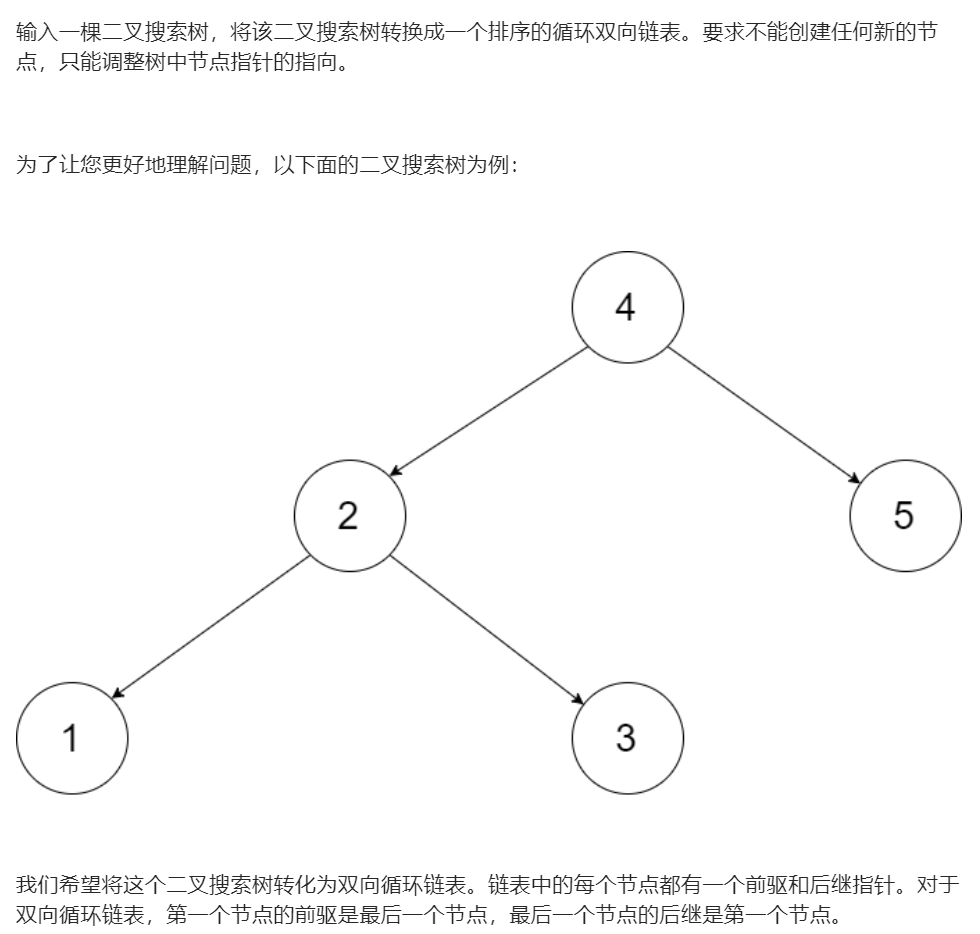 输入一棵二叉搜索树，将该二叉搜索树转换成一个排序的循环双向链表。要求不能创建任何新的节
点，只能调整树中节点指针的指向。
为了让您更好地理解问题，以下面的二叉搜索树为例：
4
2
5
1
3
我们希望将这个二叉搜索树转化为双向循环链表。链表中的每个节点都有一个前驱和后继指针。对于
双向循环链表，第一个节点的前驱是最后一个节点，最后一个节点的后继是第一个节点。